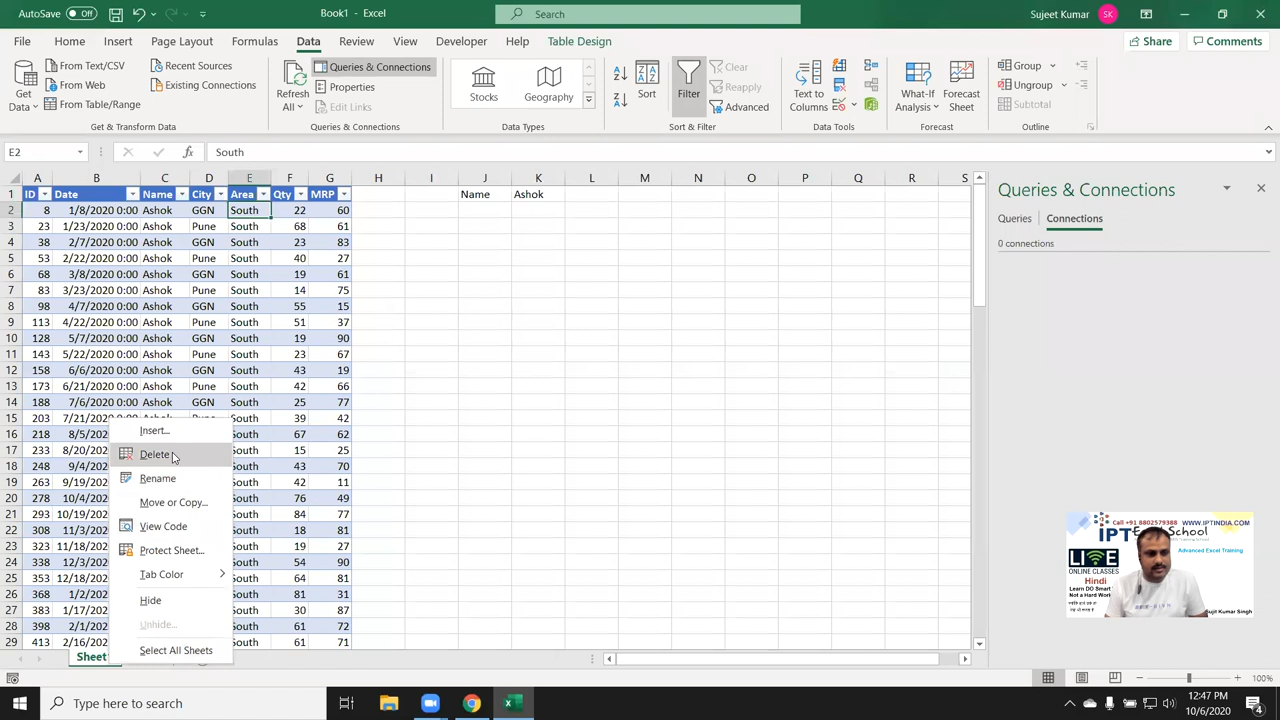 AutoSave Off Book1 - Excel Search Sujeet Kumar SK
File Home Insert Page Layout Formulas Data Review View Developer Help Table Design Share Comments
Get Data
From Text/CSV
From Web
From Table/Range
Recent Sources
Existing Connections
Get & Transform Data
Refresh All
Queries & Connections
Properties
Edit Links
Queries & Connections
Stocks Geography
Data Types
Sort Filter
Clear
Reapply
Advanced
Sort & Filter
Text to Columns
Data Tools
What-If Analysis
Forecast Sheet
Forecast
Group
Ungroup
Subtotal
Outline
E2 fx South
A B C D E F G H I J K L M N O P Q R S
1 ID Date Name City Area Qty MRP Name Ashok
2 8 1/8/2020 0:00 Ashok GGN South 22 60
3 23 1/23/2020 0:00 Ashok Pune South 68 61
4 38 2/7/2020 0:00 Ashok GGN South 23 83
5 53 2/22/2020 0:00 Ashok Pune South 40 27
6 68 3/8/2020 0:00 Ashok GGN South 19 61
7 83 3/23/2020 0:00 Ashok Pune South 14 75
8 98 4/7/2020 0:00 Ashok GGN South 55 15
9 113 4/22/2020 0:00 Ashok Pune South 51 37
10 128 5/7/2020 0:00 Ashok GGN South 19 90
11 143 5/22/2020 0:00 Ashok Pune South 23 67
12 158 6/6/2020 0:00 Ashok GGN South 43 19
13 173 6/21/2020 0:00 Ashok Pune South 42 66
14 188 7/6/2020 0:00 Ashok GGN South 25 77
15 203 7/21/2020 0:00 Ashok Pune South 39 42
16 218 8/5/202 South 67 62
17 233 8/20/202 South 15 25
18 248 9/4/202 South 43 70
19 263 9/19/202 South 42 11
20 278 10/4/202 South 76 49
21 293 10/19/202 South 84 77
22 308 11/3/202 South 18 81
23 323 11/18/202 South 19 27
24 338 12/3/202 South 54 90
25 353 12/18/202 South 64 81
26 368 1/2/202 South 81 31
27 383 1/17/202 South 30 87
28 398 2/1/202 South 61 72
29 413 2/16/202 South 61 71
Insert...
Delete
Rename
Move or Copy...
View Code
Protect Sheet...
Tab Color
Hide
Unhide...
Select All Sheets
Sheet
Queries & Connections
Queries Connections
0 connections
Call +91 8802579388 WWW.IPTINDIA.COM
IPT
LIVE
ONLINE CLASSES
Hindi
Learn DO Smart
Not a Hard Wor
Advanced Excel Training
Sujit Kumar Singh
100%
Type here to search
12:47 PM
10/6/2020
4